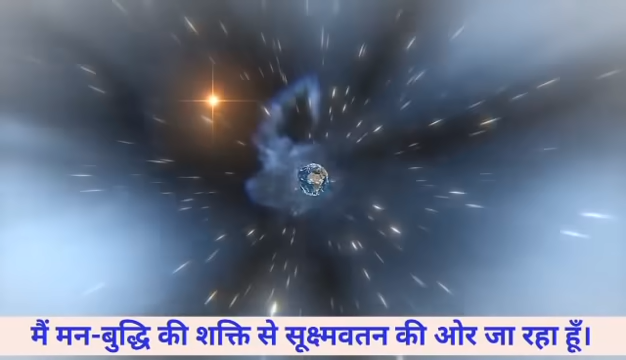 मैं मन-बुद्धि की शक्ति से सूक्ष्मवतन की ओर जा रहा हूँ।